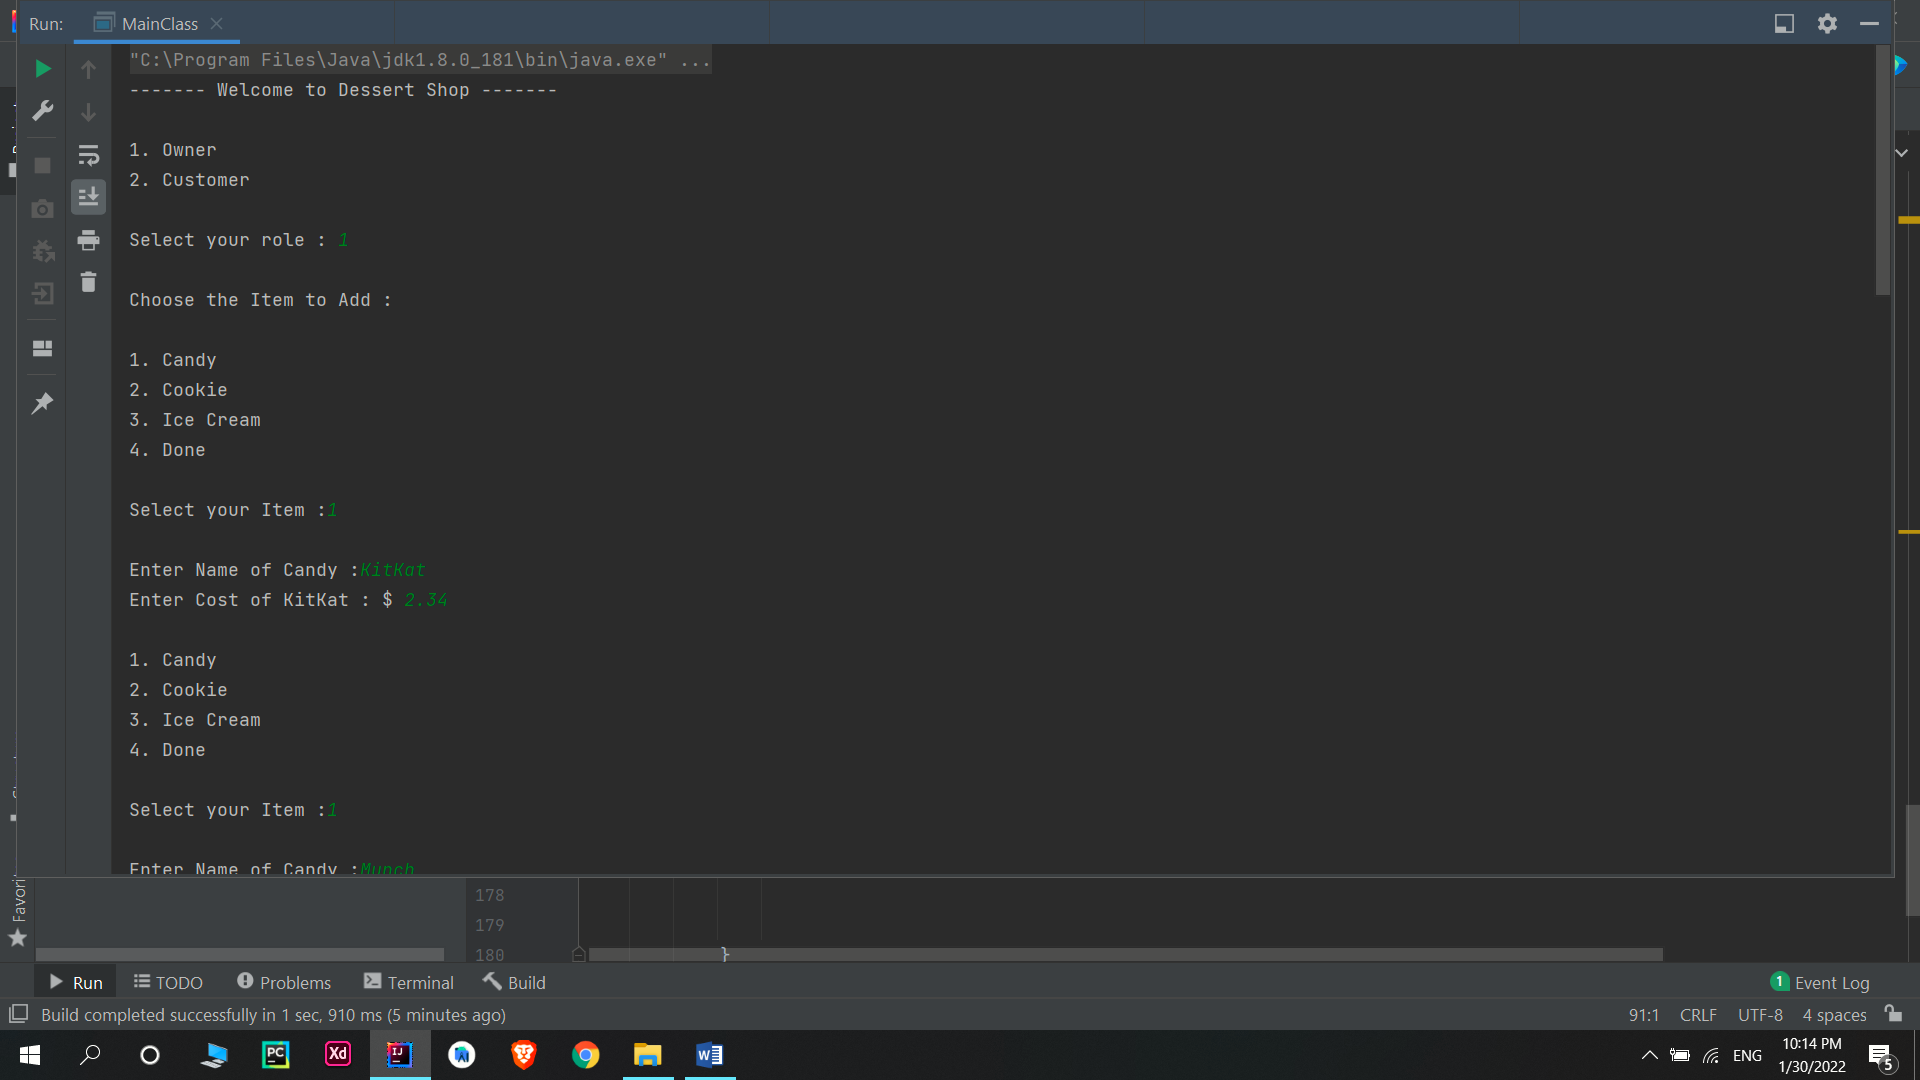 Run: MainClass
"C:\Program Files\Java\jdk1.8.0_181\bin\java.exe" ...
------- Welcome to Dessert Shop -------
1. Owner
2. Customer
Select your role : 1
Choose the Item to Add :
1. Candy
2. Cookie
3. Ice Cream
4. Done
Select your Item :1
Enter Name of Candy :KitKat
Enter Cost of KitKat : $ 2.34
1. Candy
2. Cookie
3. Ice Cream
4. Done
Select your Item :1
Enter Name of Candy :Munch
178
179
180 }
Run TODO Problems Terminal Build 1 Event Log
Build completed successfully in 1 sec, 910 ms (5 minutes ago) 91:1 CRLF UTF-8 4 spaces
PC Xd IJ W ENG 10:14 PM
1/30/2022 5